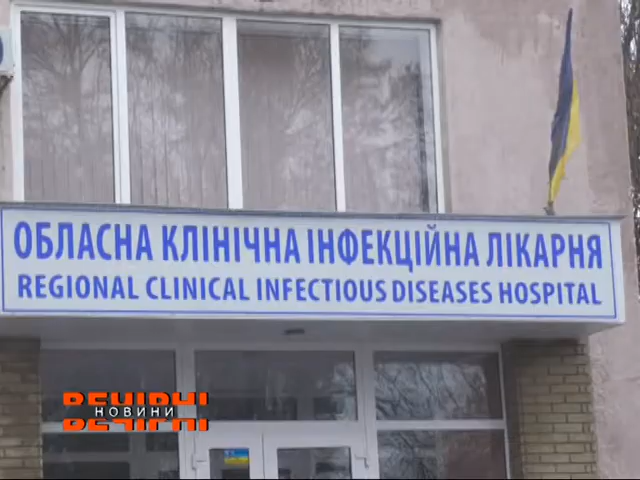 ОБЛАСНА КЛІНІЧНА ІНФЕКЦІЙНА ЛІКАРНЯ
REGIONAL CLINICAL INFECTIOUS DISEASES HOSPITAL
ВЕЧІРНІ
НОВИНИ